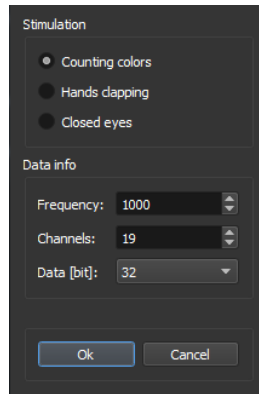 Stimulation
Counting colors
Hands clapping
Closed eyes
Data info
Frequency: 1000
Channels: 19
Data [bit]: 32
Ok Cancel